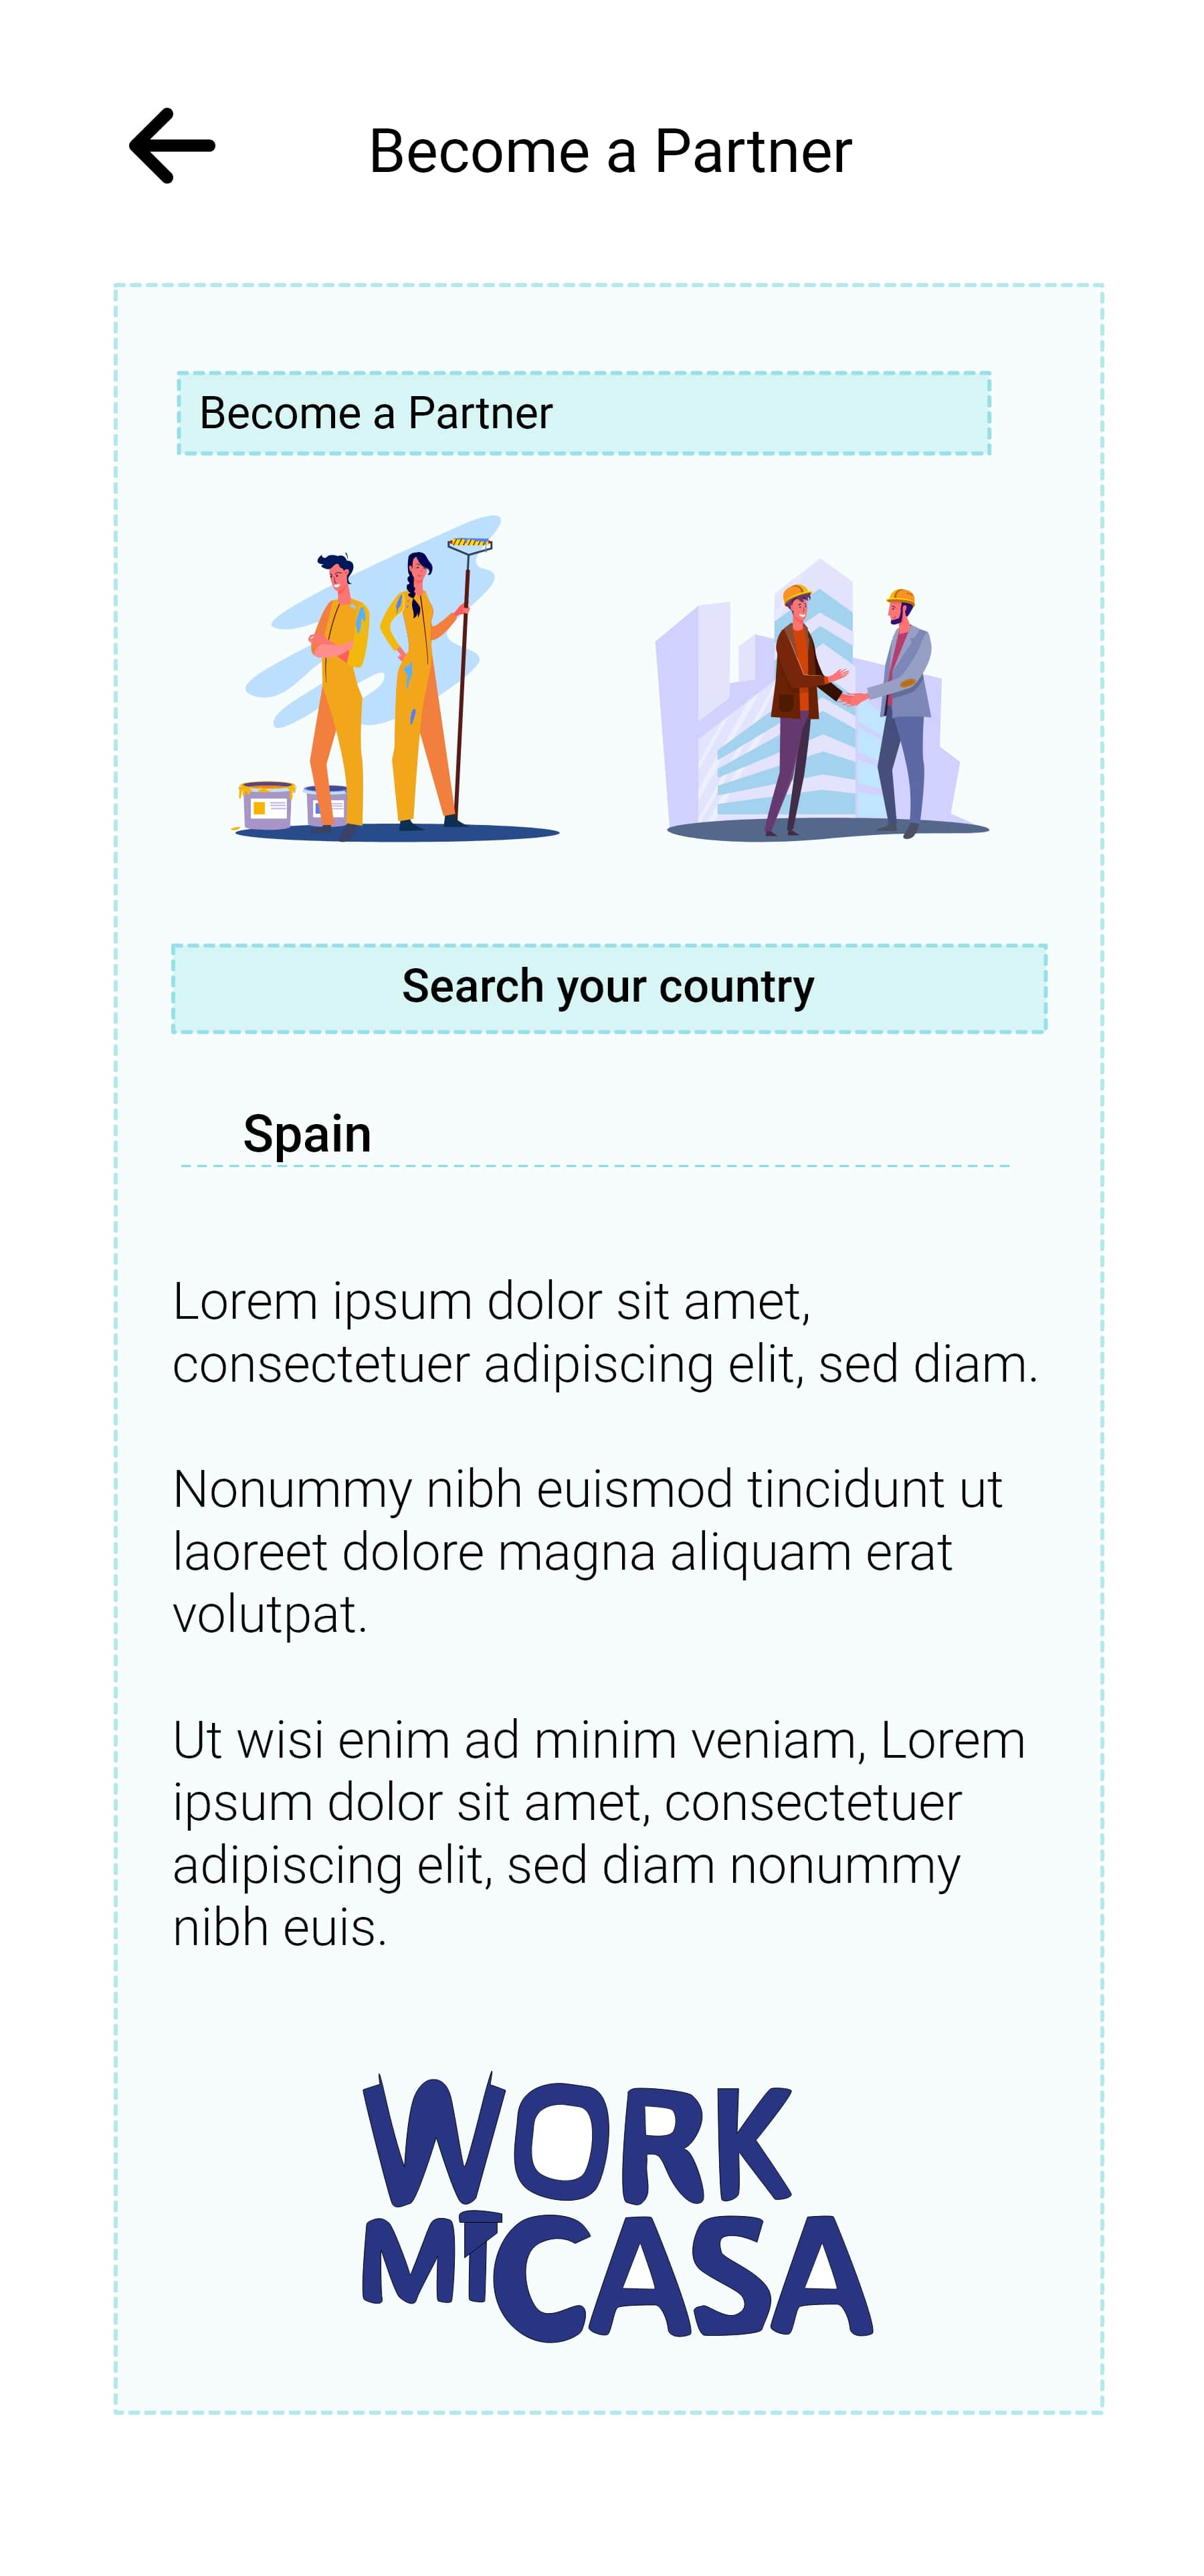 Become a Partner
Become a Partner
Search your country
Spain
Lorem ipsum dolor sit amet,
consectetuer adipiscing elit, sed diam.
Nonummy nibh euismod tincidunt ut
laoreet dolore magna aliquam erat
volutpat.
Ut wisi enim ad minim veniam, Lorem
ipsum dolor sit amet, consectetuer
adipiscing elit, sed diam nonummy
nibh euis.
WORK
MICASA